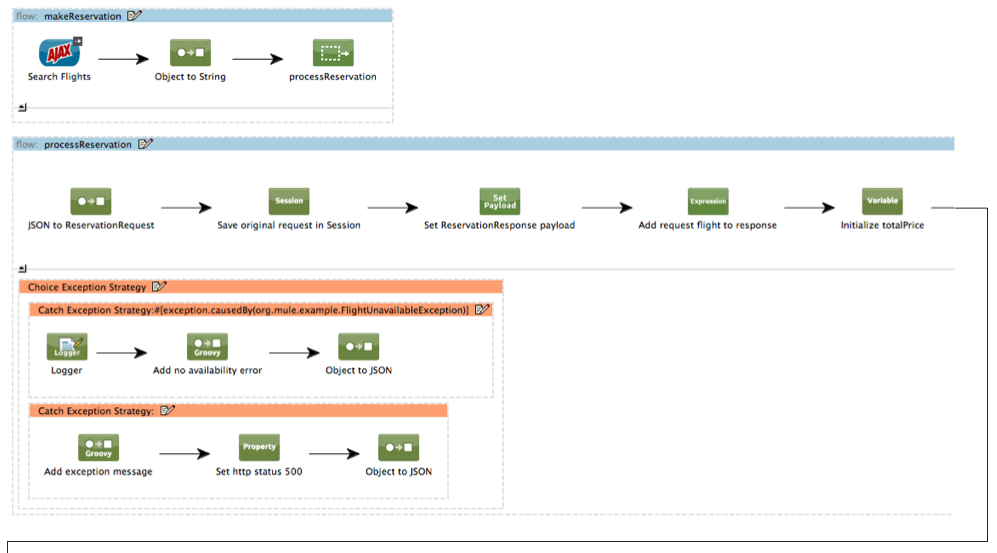 flow: makeReservation
AJAX
Search Flights
Object to String
processReservation
flow: processReservation
Session
Set
Payload
Expression
Variable
JSON to ReservationRequest
Save original request in Session
Set ReservationResponse payload
Add request flight to response
Initialize totalPrice
Choice Exception Strategy
Catch Exception Strategy:#[exception.causedBy(org.mule.example.FlightUnavailableException)]
Logger
Groovy
Logger
Add no availability error
Object to JSON
Catch Exception Strategy:
Groovy
Property
Add exception message
Set http status 500
Object to JSON